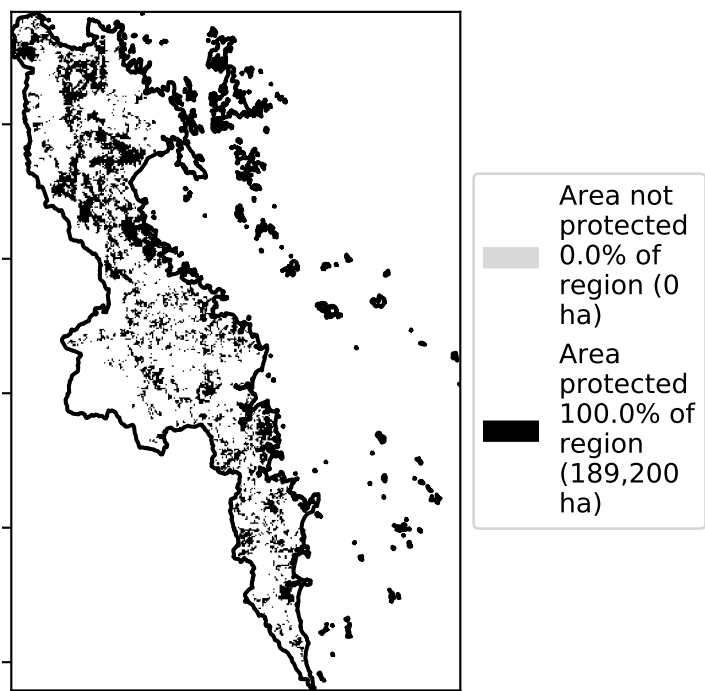 Area not
protected
0.0% of
region (0
ha)
Area
protected
100.0% of
region
(189,200
ha)